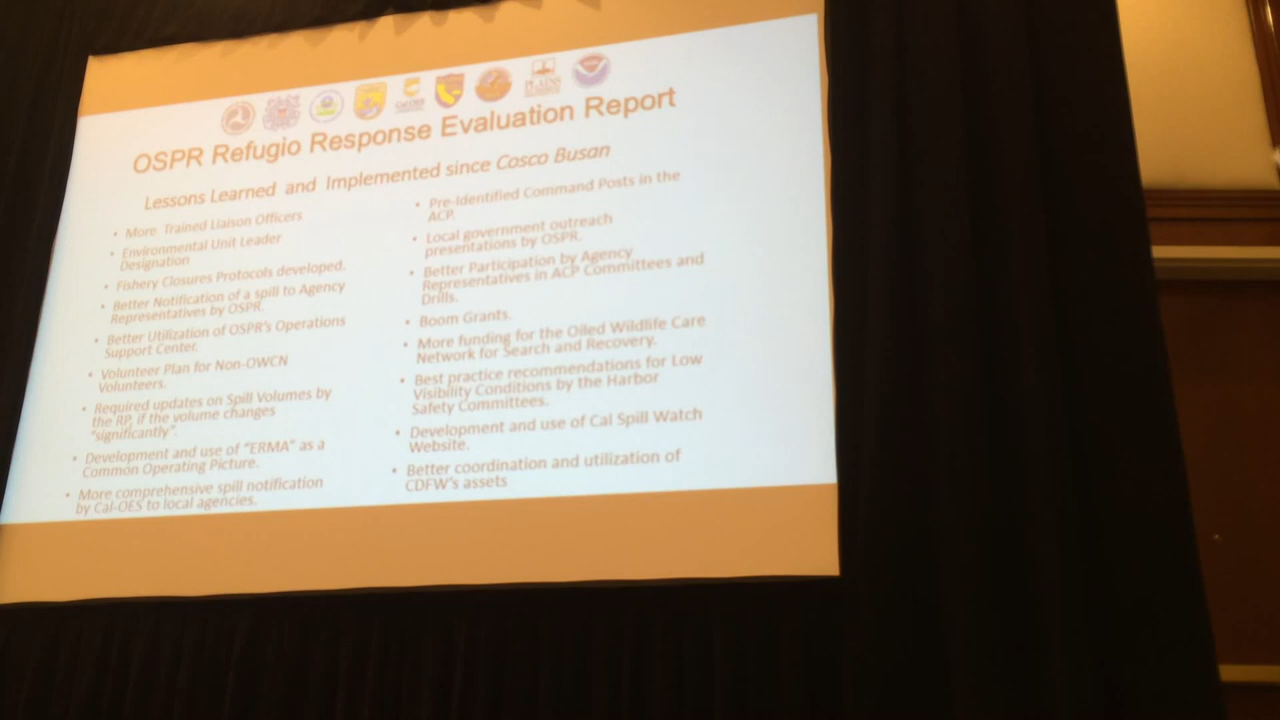 OSPR Refugio Response Evaluation Report
Lessons Learned and Implemented since Cosco Busan
• More Trained Liaison Officers
• Environmental Unit Leader
Designation
• Fishery Closures Protocols developed.
• Better Notification of a spill to Agency
Representatives by OSPR.
• Better Utilization of OSPR's Operations
Support Center.
• Volunteer Plan for Non-OWCN
Volunteers.
• Required updates on Spill Volumes by
the RP, if the volume changes
"significantly".
• Development and use of "ERMA" as a
Common Operating Picture.
• More comprehensive spill notification
by Cal-OES to local agencies.
• Pre-Identified Command Posts in the
ACP.
• Local government outreach
presentations by OSPR.
• Better Participation by Agency
Representatives in ACP Committees and
Drills.
• Boom Grants.
• More funding for the Oiled Wildlife Care
Network for Search and Recovery.
• Best practice recommendations for Low
Visibility Conditions by the Harbor
Safety Committees.
• Development and use of Cal Spill Watch
Website.
• Better coordination and utilization of
CDFW's assets